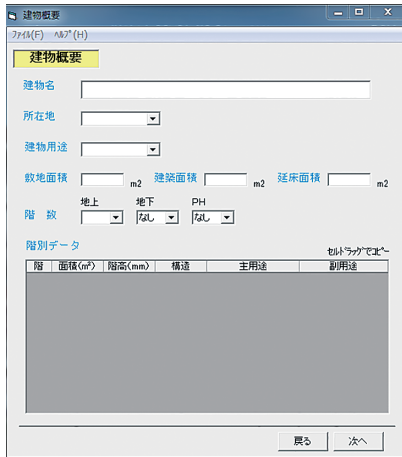 建物概要
ファイル(F) ヘルプ(H)
建物概要
建物名
所在地
建物用途
敷地面積 m2 建築面積 m2 延床面積 m2
地上 地下 PH
階 数 なし なし
階別データ
セルドラッグでコピー
階 面積(㎡) 階高(mm) 構造 主用途 副用途
戻る 次へ